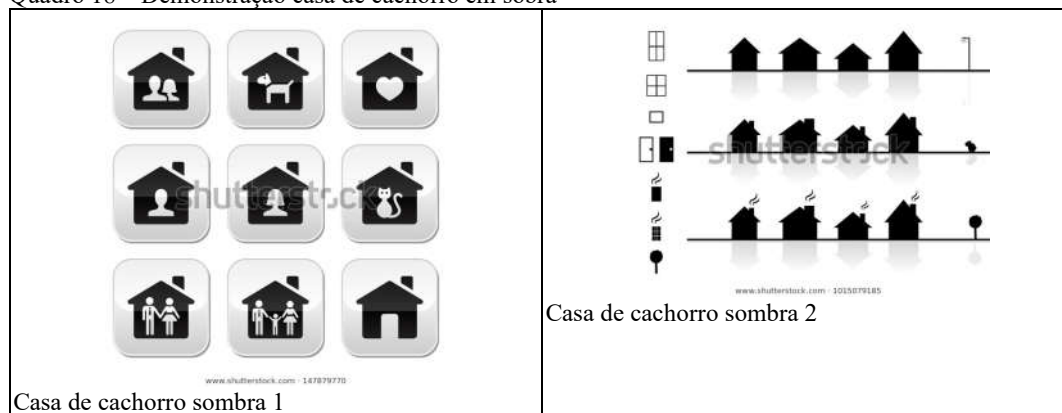 Quadro 18 – Demonstração casa de cachorro em sobra
shutterstock
www.shutterstock.com · 147879770
Casa de cachorro sombra 1
shutterstock
www.shutterstock.com · 1015079185
Casa de cachorro sombra 2